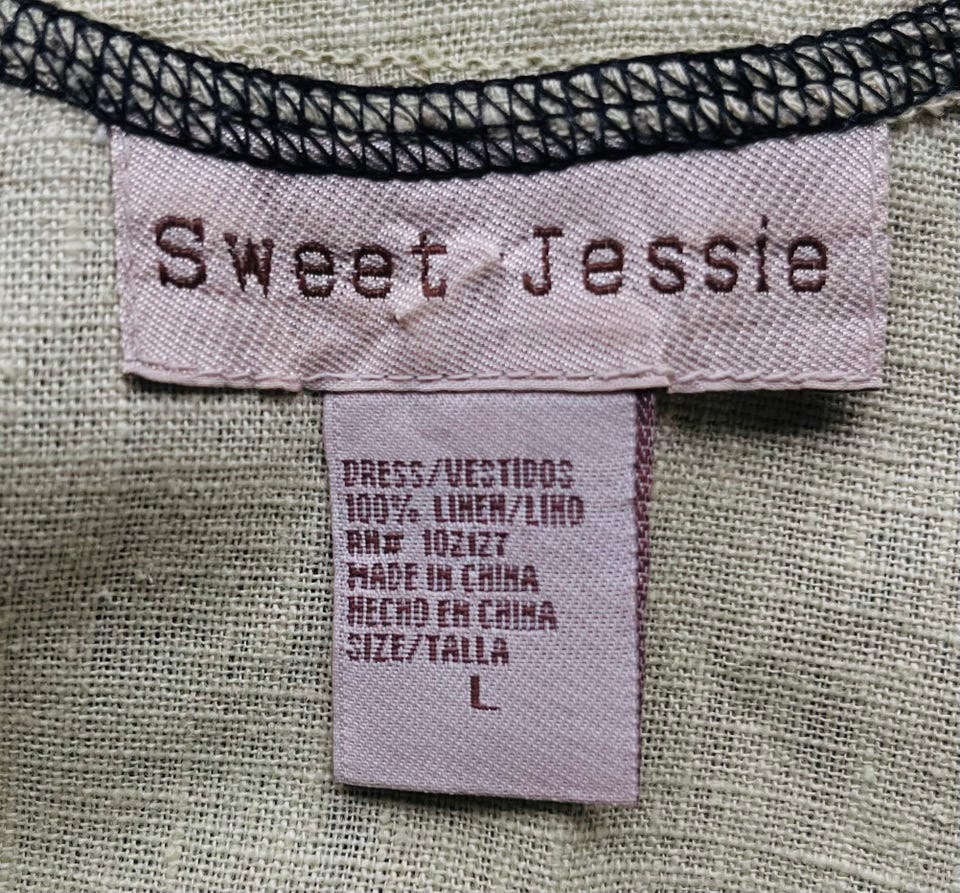 Sweet Jessie
DRESS/VESTIDOS
100% LINEN/LINO
RN# 102127
MADE IN CHINA
HECHO EN CHINA
SIZE/TALLA
L